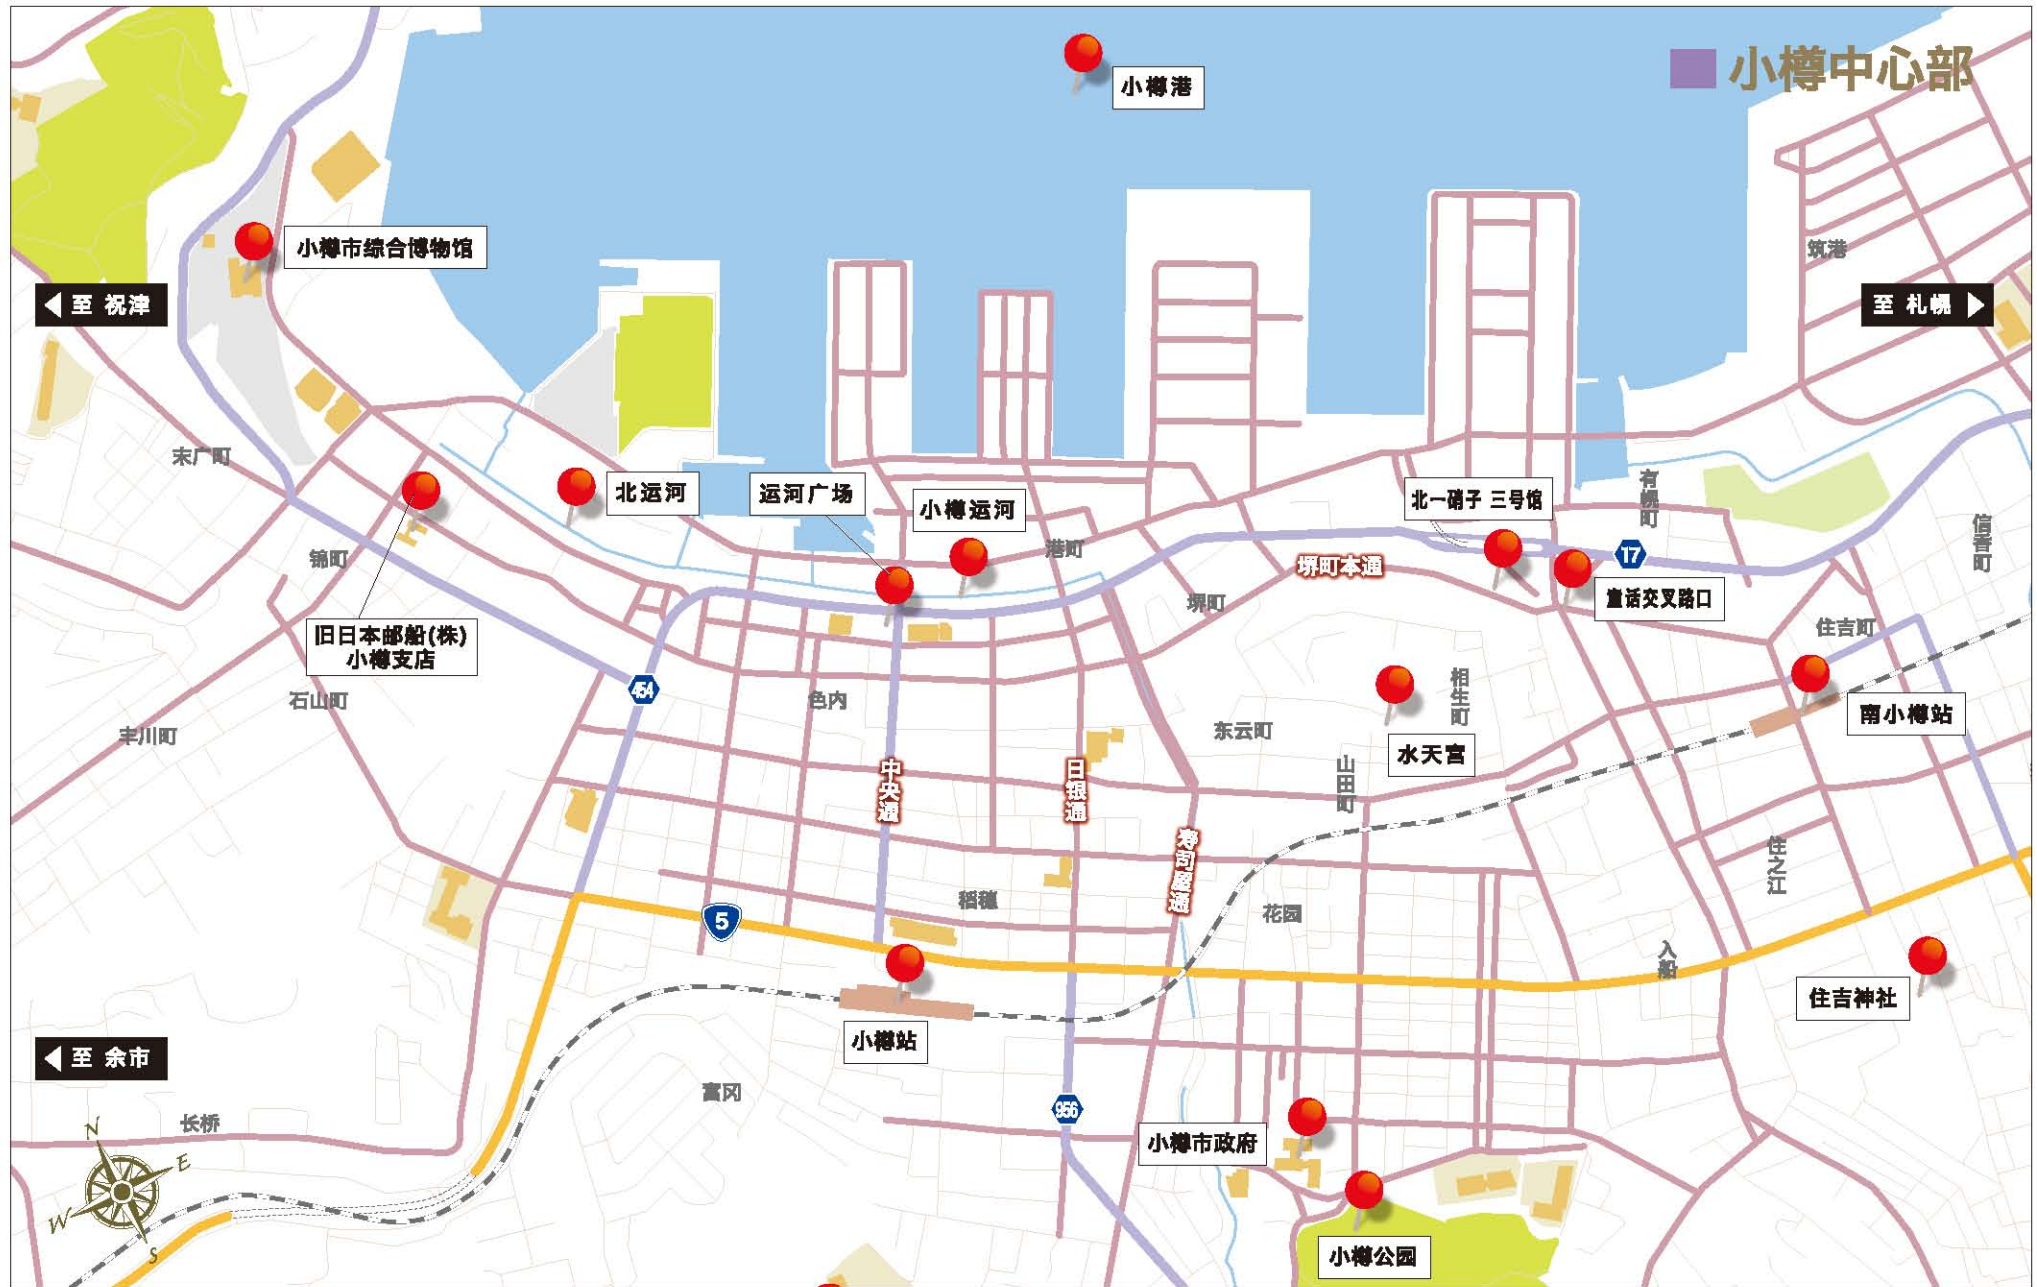 小樽中心部
小樽港
小樽市综合博物馆
筑港
至 祝津
至 札幌
末广町
北运河
运河广场
小樽运河
北一硝子 三号馆
有幌町
信香町
锦町
港町
堺町本通
17
堺町
童话交叉路口
住吉町
旧日本邮船(株)
小樽支店
454
石山町
色内
丰川町
东云町
相生町
南小樽站
水天宫
山田町
中央通
日银通
寿司屋通
住之江
稻穗
花园
5
入船
住吉神社
小樽站
至 余市
富冈
长桥
956
小樽市政府
小樽公园
N
E
W
S